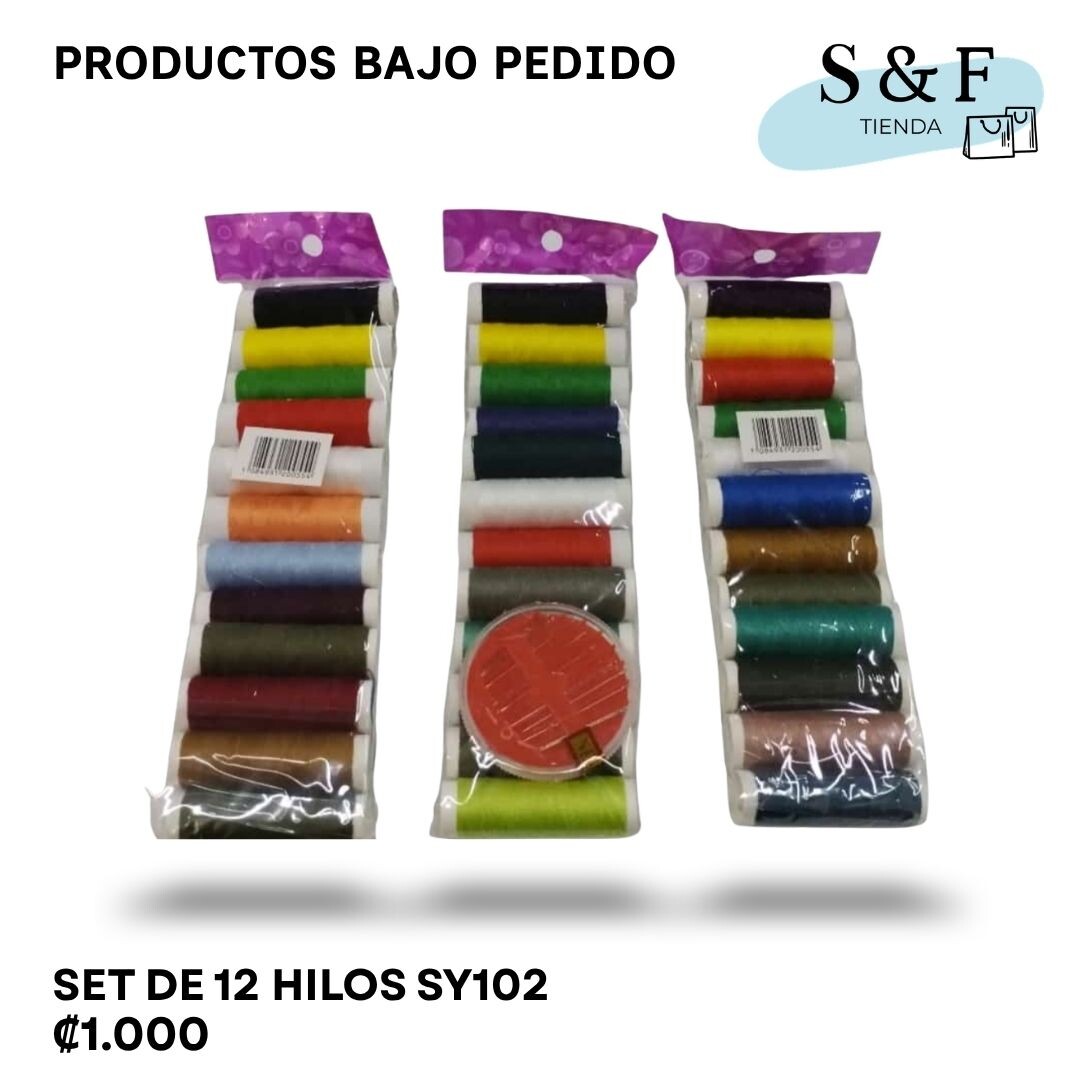 PRODUCTOS BAJO PEDIDO
S & F
TIENDA
SET DE 12 HILOS SY102
₡1.000